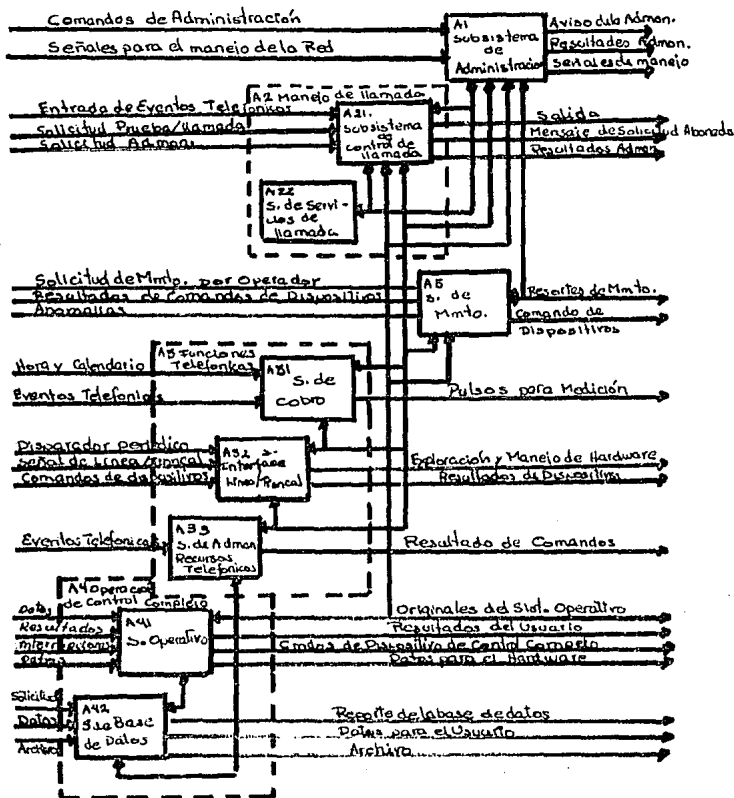 Comandos de Administración
Señales para el manejo de la Red
A1
Subsistema
de
Administracion
Aviso de la Admon.
Resultados Admon.
Señales de manejo
A2 Manejo de llamada
Entrada de Eventos Telefonicos
Solicitud Prueba/llamada
Solicitud Admon.
A21.
Subsistema
de
control de
llamada
Salida
Mensaje de Solicitud Abonado
Resultados Admon
A22
S. de Servi-
cios de
llamada
Solicitud de Mmto. por Operador
Resultados de Comandos de Dispositivos
Anomalias
A5
S. de
Mmto.
Reportes de Mmto.
Comando de
Dispositivos
A3 Funciones
Telefonicas
Hora y Calendario
Eventos Telefonicos
A31
S. de
Cobro
Pulsos para Medición
Disparador periódico
Señal de Linea/troncal
Comandos de dispositivos
A32 S.
Interfase
Linea/Troncal
Exploración y Manejo de Hardware
Resultados de Dispositivos
Eventos Telefonicos
A33
S. de Admon
Recursos
Telefonicos
Resultado de Comandos
A4 Operacion
de Control Complejo
Datos
Resultados
Interrupciones
Datos
A41
S. Operativo
Originales del Sist. Operativo
Resultados del Usuario
Cmdos de Dispositivo de Control Complejo
Datos para el Hardware
Solicitud
Datos
Archivo
A42
S. de Base
de Datos
Reporte de la base de datos
Datos para el Usuario
Archivo